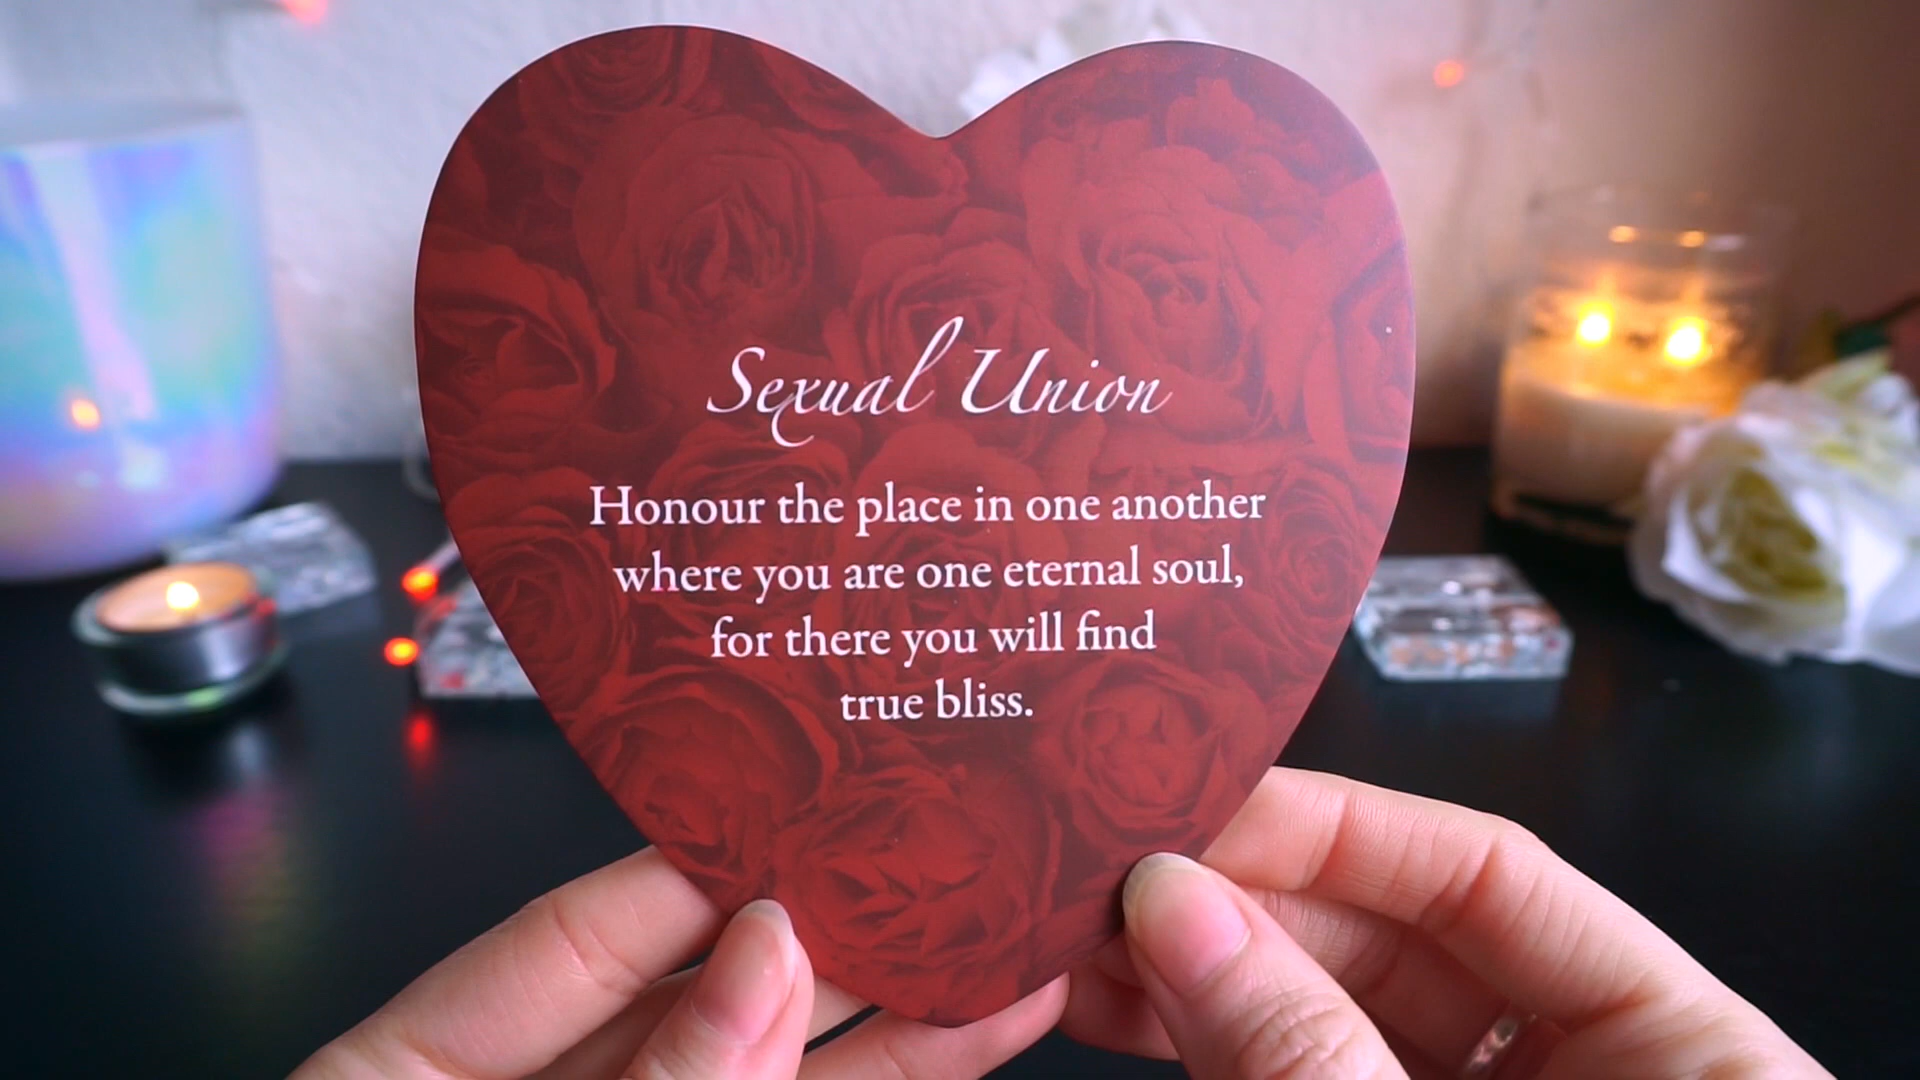 Sexual Union
Honour the place in one another
where you are one eternal soul,
for there you will find
true bliss.